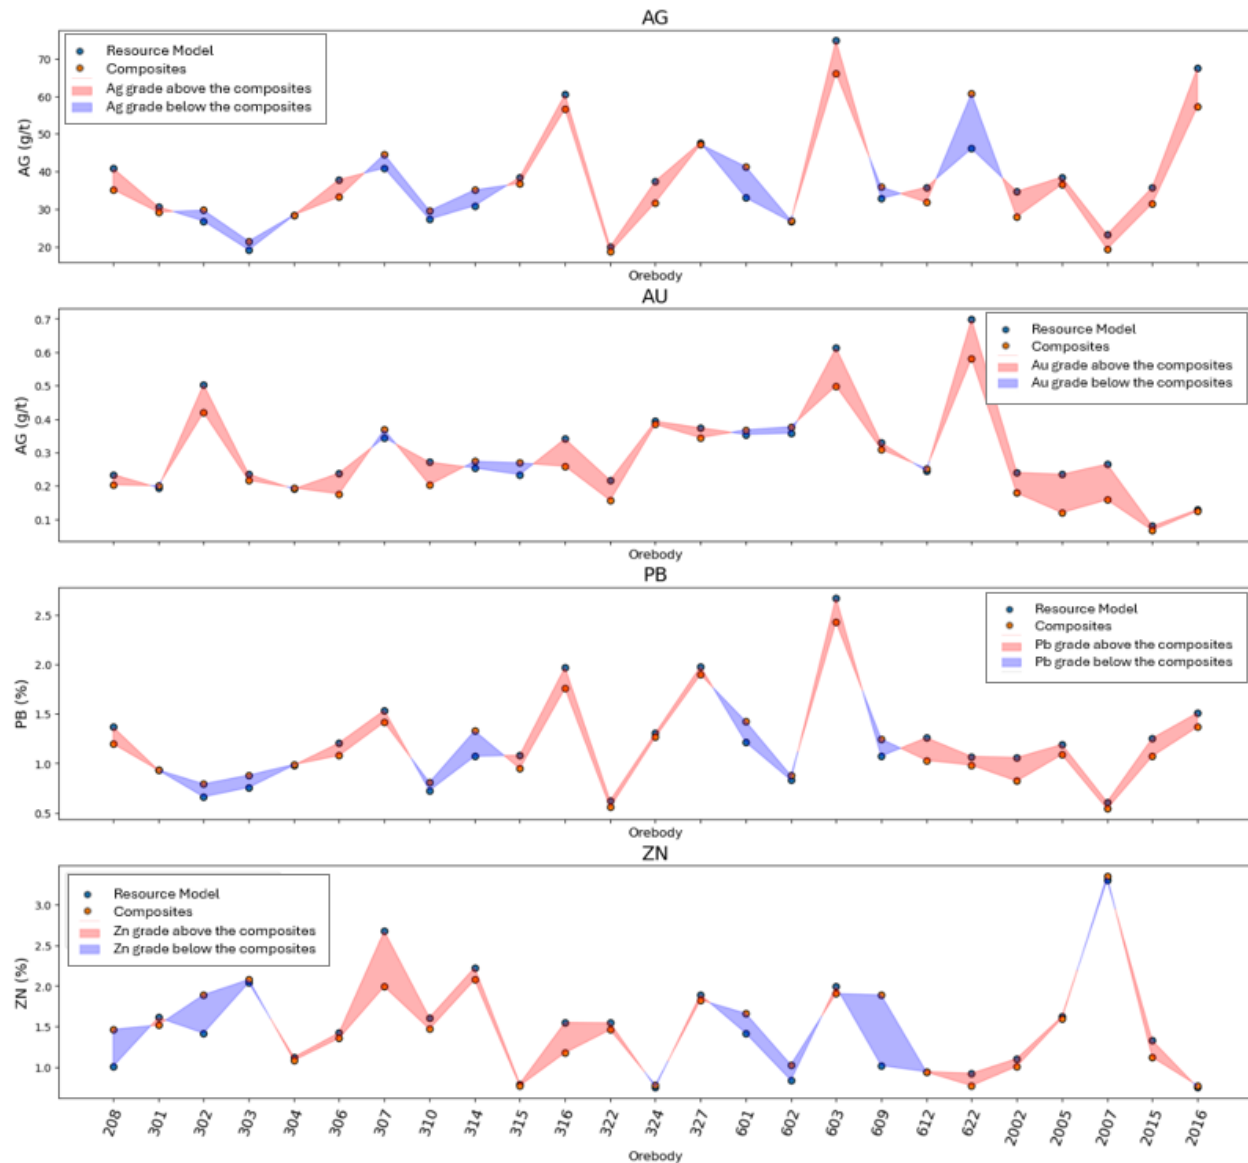 AG
Resource Model
Composites
Ag grade above the composites
Ag grade below the composites
AG (g/t)
70
60
50
40
30
20
Orebody
AU
Resource Model
Composites
Au grade above the composites
Au grade below the composites
AG (g/t)
0.7
0.6
0.5
0.4
0.3
0.2
0.1
Orebody
PB
Resource Model
Composites
Pb grade above the composites
Pb grade below the composites
PB (%)
2.5
2.0
1.5
1.0
0.5
Orebody
ZN
Resource Model
Composites
Zn grade above the composites
Zn grade below the composites
ZN (%)
3.0
2.5
2.0
1.5
1.0
208 301 302 303 304 306 307 310 314 315 316 322 324 327 601 602 603 609 612 622 2002 2005 2007 2015 2016
Orebody